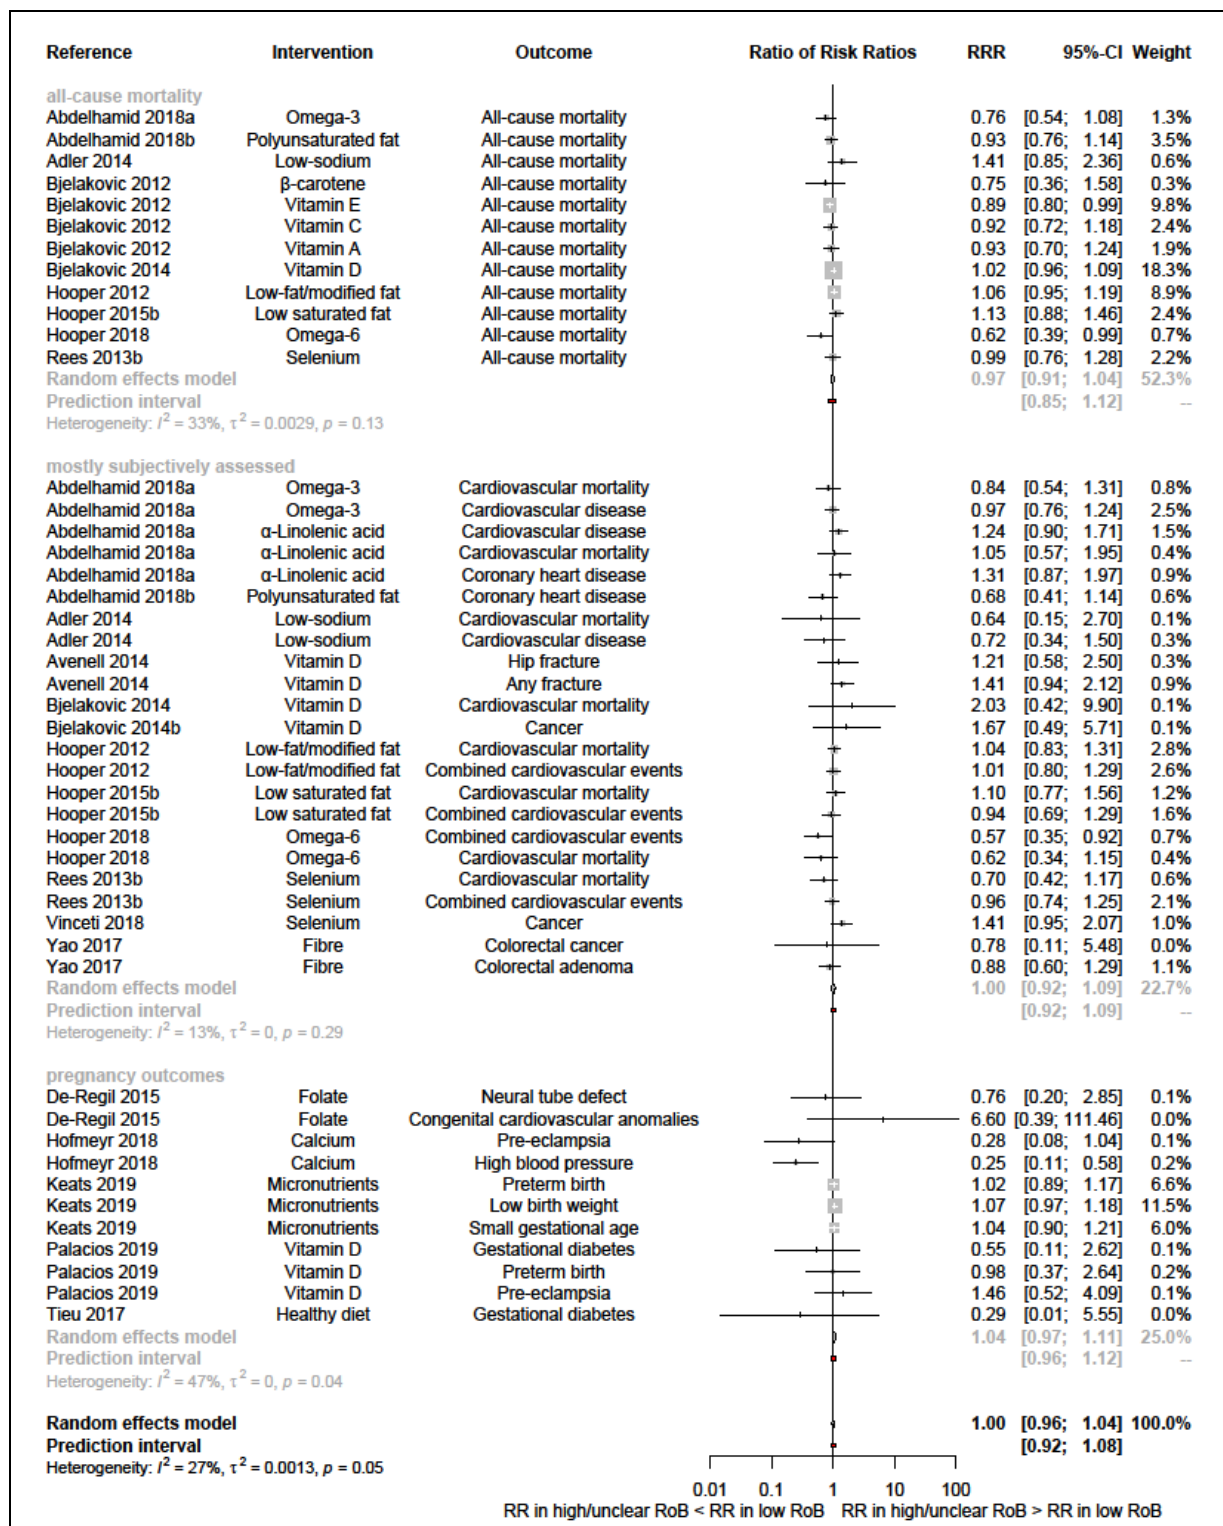 Reference Intervention Outcome Ratio of Risk Ratios RRR 95%-CI Weight
all-cause mortality
Abdelhamid 2018a Omega-3 All-cause mortality 0.76 [0.54; 1.08] 1.3%
Abdelhamid 2018b Polyunsaturated fat All-cause mortality 0.93 [0.76; 1.14] 3.5%
Adler 2014 Low-sodium All-cause mortality 1.41 [0.85; 2.36] 0.6%
Bjelakovic 2012 β-carotene All-cause mortality 0.75 [0.36; 1.58] 0.3%
Bjelakovic 2012 Vitamin E All-cause mortality 0.89 [0.80; 0.99] 9.8%
Bjelakovic 2012 Vitamin C All-cause mortality 0.92 [0.72; 1.18] 2.4%
Bjelakovic 2012 Vitamin A All-cause mortality 0.93 [0.70; 1.24] 1.9%
Bjelakovic 2014 Vitamin D All-cause mortality 1.02 [0.96; 1.09] 18.3%
Hooper 2012 Low-fat/modified fat All-cause mortality 1.06 [0.95; 1.19] 8.9%
Hooper 2015b Low saturated fat All-cause mortality 1.13 [0.88; 1.46] 2.4%
Hooper 2018 Omega-6 All-cause mortality 0.62 [0.39; 0.99] 0.7%
Rees 2013b Selenium All-cause mortality 0.99 [0.76; 1.28] 2.2%
Random effects model 0.97 [0.91; 1.04] 52.3%
Prediction interval [0.85; 1.12] --
Heterogeneity: I² = 33%, τ² = 0.0029, p = 0.13
mostly subjectively assessed
Abdelhamid 2018a Omega-3 Cardiovascular mortality 0.84 [0.54; 1.31] 0.8%
Abdelhamid 2018a Omega-3 Cardiovascular disease 0.97 [0.76; 1.24] 2.5%
Abdelhamid 2018a α-Linolenic acid Cardiovascular disease 1.24 [0.90; 1.71] 1.5%
Abdelhamid 2018a α-Linolenic acid Cardiovascular mortality 1.05 [0.57; 1.95] 0.4%
Abdelhamid 2018a α-Linolenic acid Coronary heart disease 1.31 [0.87; 1.97] 0.9%
Abdelhamid 2018b Polyunsaturated fat Coronary heart disease 0.68 [0.41; 1.14] 0.6%
Adler 2014 Low-sodium Cardiovascular mortality 0.64 [0.15; 2.70] 0.1%
Adler 2014 Low-sodium Cardiovascular disease 0.72 [0.34; 1.50] 0.3%
Avenell 2014 Vitamin D Hip fracture 1.21 [0.58; 2.50] 0.3%
Avenell 2014 Vitamin D Any fracture 1.41 [0.94; 2.12] 0.9%
Bjelakovic 2014 Vitamin D Cardiovascular mortality 2.03 [0.42; 9.90] 0.1%
Bjelakovic 2014b Vitamin D Cancer 1.67 [0.49; 5.71] 0.1%
Hooper 2012 Low-fat/modified fat Cardiovascular mortality 1.04 [0.83; 1.31] 2.8%
Hooper 2012 Low-fat/modified fat Combined cardiovascular events 1.01 [0.80; 1.29] 2.6%
Hooper 2015b Low saturated fat Cardiovascular mortality 1.10 [0.77; 1.56] 1.2%
Hooper 2015b Low saturated fat Combined cardiovascular events 0.94 [0.69; 1.29] 1.6%
Hooper 2018 Omega-6 Combined cardiovascular events 0.57 [0.35; 0.92] 0.7%
Hooper 2018 Omega-6 Cardiovascular mortality 0.62 [0.34; 1.15] 0.4%
Rees 2013b Selenium Cardiovascular mortality 0.70 [0.42; 1.17] 0.6%
Rees 2013b Selenium Combined cardiovascular events 0.96 [0.74; 1.25] 2.1%
Vinceti 2018 Selenium Cancer 1.41 [0.95; 2.07] 1.0%
Yao 2017 Fibre Colorectal cancer 0.78 [0.11; 5.48] 0.0%
Yao 2017 Fibre Colorectal adenoma 0.88 [0.60; 1.29] 1.1%
Random effects model 1.00 [0.92; 1.09] 22.7%
Prediction interval [0.92; 1.09] --
Heterogeneity: I² = 13%, τ² = 0, p = 0.29
pregnancy outcomes
De-Regil 2015 Folate Neural tube defect 0.76 [0.20; 2.85] 0.1%
De-Regil 2015 Folate Congenital cardiovascular anomalies 6.60 [0.39; 111.46] 0.0%
Hofmeyr 2018 Calcium Pre-eclampsia 0.28 [0.08; 1.04] 0.1%
Hofmeyr 2018 Calcium High blood pressure 0.25 [0.11; 0.58] 0.2%
Keats 2019 Micronutrients Preterm birth 1.02 [0.89; 1.17] 6.6%
Keats 2019 Micronutrients Low birth weight 1.07 [0.97; 1.18] 11.5%
Keats 2019 Micronutrients Small gestational age 1.04 [0.90; 1.21] 6.0%
Palacios 2019 Vitamin D Gestational diabetes 0.55 [0.11; 2.62] 0.1%
Palacios 2019 Vitamin D Preterm birth 0.98 [0.37; 2.64] 0.2%
Palacios 2019 Vitamin D Pre-eclampsia 1.46 [0.52; 4.09] 0.1%
Tieu 2017 Healthy diet Gestational diabetes 0.29 [0.01; 5.55] 0.0%
Random effects model 1.04 [0.97; 1.11] 25.0%
Prediction interval [0.96; 1.12] --
Heterogeneity: I² = 47%, τ² = 0, p = 0.04
Random effects model 1.00 [0.96; 1.04] 100.0%
Prediction interval [0.92; 1.08]
Heterogeneity: I² = 27%, τ² = 0.0013, p = 0.05
0.01 0.1 1 10 100
RR in high/unclear RoB < RR in low RoB RR in high/unclear RoB > RR in low RoB